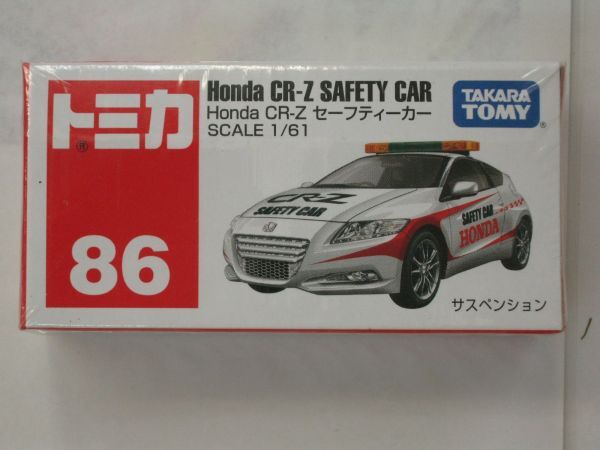 トミカ
®
86
Honda CR-Z SAFETY CAR
Honda CR-Z セーフティーカー
SCALE 1/61
TAKARA
TOMY
®
CR-Z
SAFETY CAR
SAFETY CAR
HONDA
サスペンション